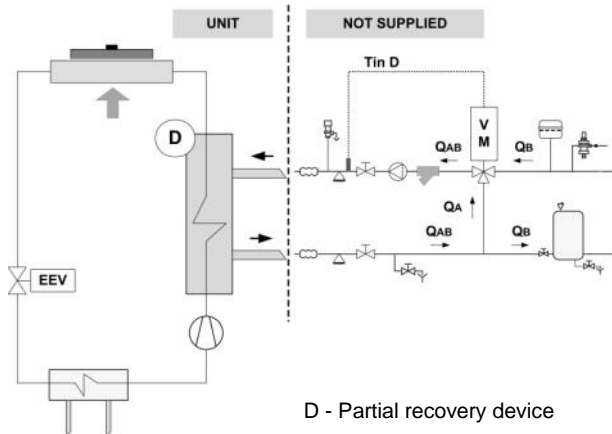 UNIT
NOT SUPPLIED
Tin D
D
V
M
QAB
QB
QA
QAB
QB
EEV
D - Partial recovery device